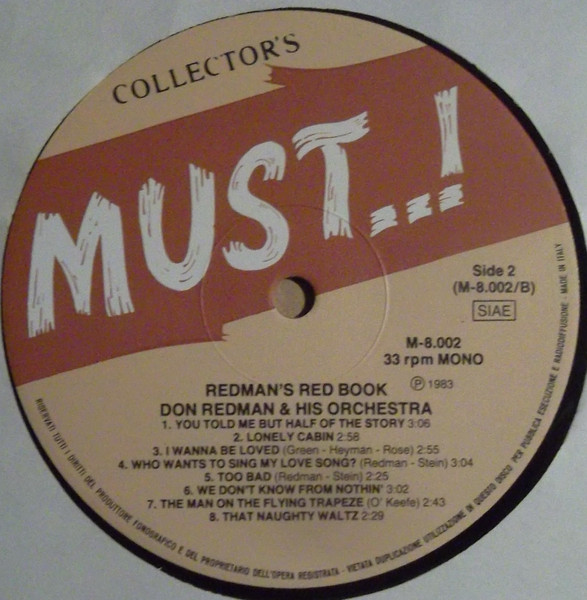 COLLECTOR'S
MUST...!
Side 2
(M-8.002/B)
SIAE
M-8.002
33 rpm MONO
Ⓟ 1983
REDMAN'S RED BOOK
DON REDMAN & HIS ORCHESTRA
1. YOU TOLD ME BUT HALF OF THE STORY 3:06
2. LONELY CABIN 2:58
3. I WANNA BE LOVED (Green - Heyman - Rose) 2:55
4. WHO WANTS TO SING MY LOVE SONG? (Redman - Stein) 3:04
5. TOO BAD (Redman - Stein) 2:25
6. WE DON'T KNOW FROM NOTHIN' 3:02
7. THE MAN ON THE FLYING TRAPEZE (O' Keefe) 2:43
8. THAT NAUGHTY WALTZ 2:29
RISERVATI TUTTI I DIRITTI DEL PRODUTTORE FONOGRAFICO E DEL PROPRIETARIO DELL'OPERA REGISTRATA - VIETATA DUPLICAZIONE UTILIZZAZIONE DI QUESTO DISCO PER PUBBLICA ESECUZIONE E RADIODIFFUSIONE - MADE IN ITALY